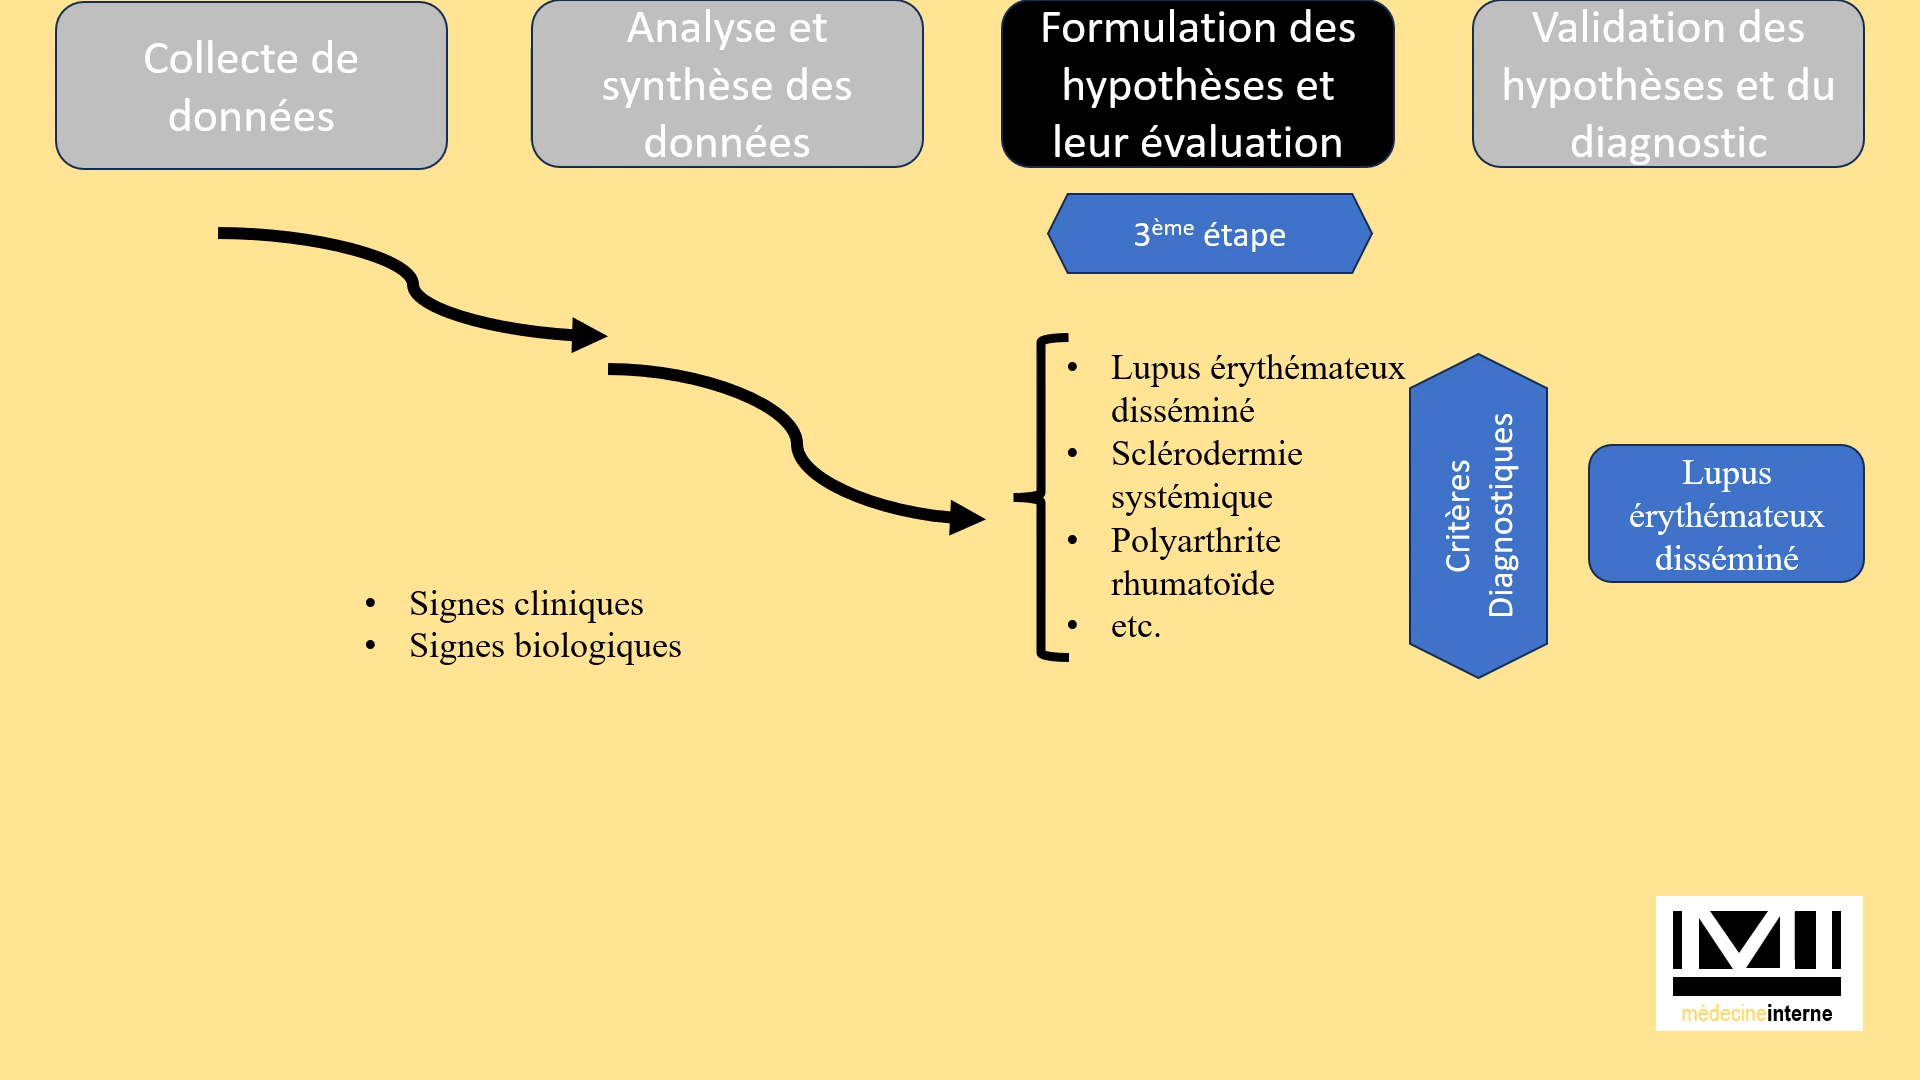 Collecte de
données
Analyse et
synthèse des
données
Formulation des
hypothèses et
leur évaluation
Validation des
hypothèses et du
diagnostic
3ème étape
• Signes cliniques
• Signes biologiques
• Lupus érythémateux
disséminé
• Sclérodermie
systémique
• Polyarthrite
rhumatoïde
• etc.
Critères
Diagnostiques
Lupus
érythémateux
disséminé
MI
médecineinterne